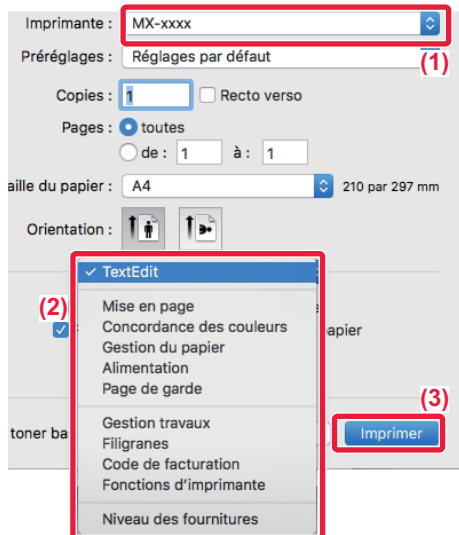 Imprimante : MX-xxxx
Préréglages : Réglages par défaut
(1)
Copies : 1 Recto verso
Pages : toutes
de : 1 à : 1
aille du papier : A4 210 par 297 mm
Orientation :
TextEdit
(2)
Mise en page
Concordance des couleurs
apier
Gestion du papier
Alimentation
Page de garde
(3)
Gestion travaux
toner ba
Imprimer
Filigranes
Code de facturation
Fonctions d'imprimante
Niveau des fournitures